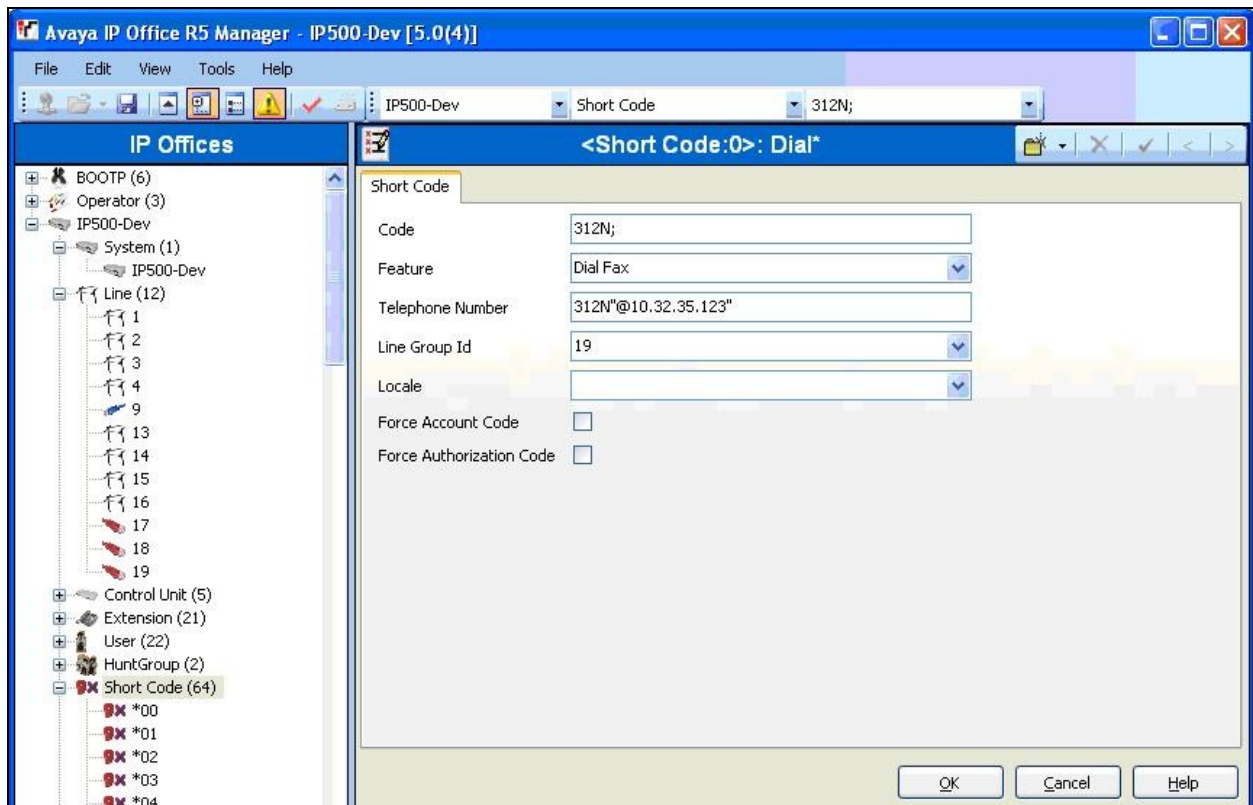 Avaya IP Office R5 Manager - IP500-Dev [5.0(4)]
File Edit View Tools Help
IP500-Dev Short Code 312N;
IP Offices
BOOTP (6)
Operator (3)
IP500-Dev
System (1)
IP500-Dev
Line (12)
1
2
3
4
9
13
14
15
16
17
18
19
Control Unit (5)
Extension (21)
User (22)
HuntGroup (2)
Short Code (64)
*00
*01
*02
*03
*04
<Short Code:0>: Dial*
Short Code
Code 312N;
Feature Dial Fax
Telephone Number 312N"@10.32.35.123"
Line Group Id 19
Locale
Force Account Code
Force Authorization Code
OK Cancel Help